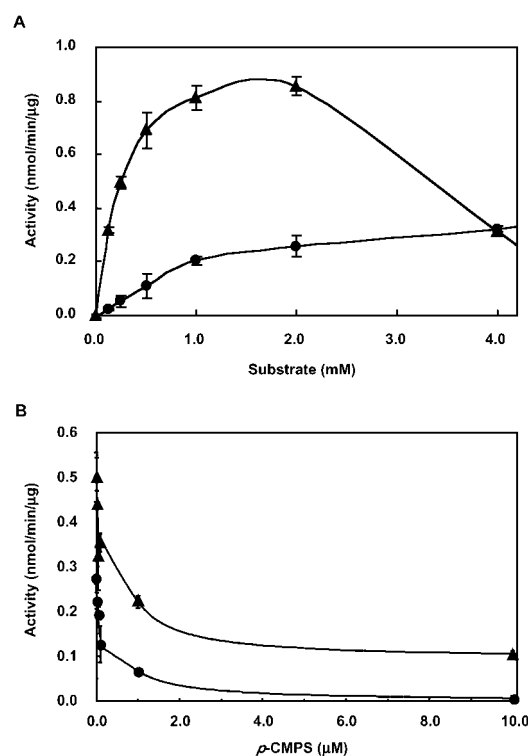 A
1.0
0.8
0.6
0.4
0.2
0.0
Activity (nmol/min/µg)
0.0 1.0 2.0 3.0 4.0
Substrate (mM)
B
0.6
0.5
0.4
0.3
0.2
0.1
0.0
Activity (nmol/min/µg)
0.0 2.0 4.0 6.0 8.0 10.0
p-CMPS (µM)